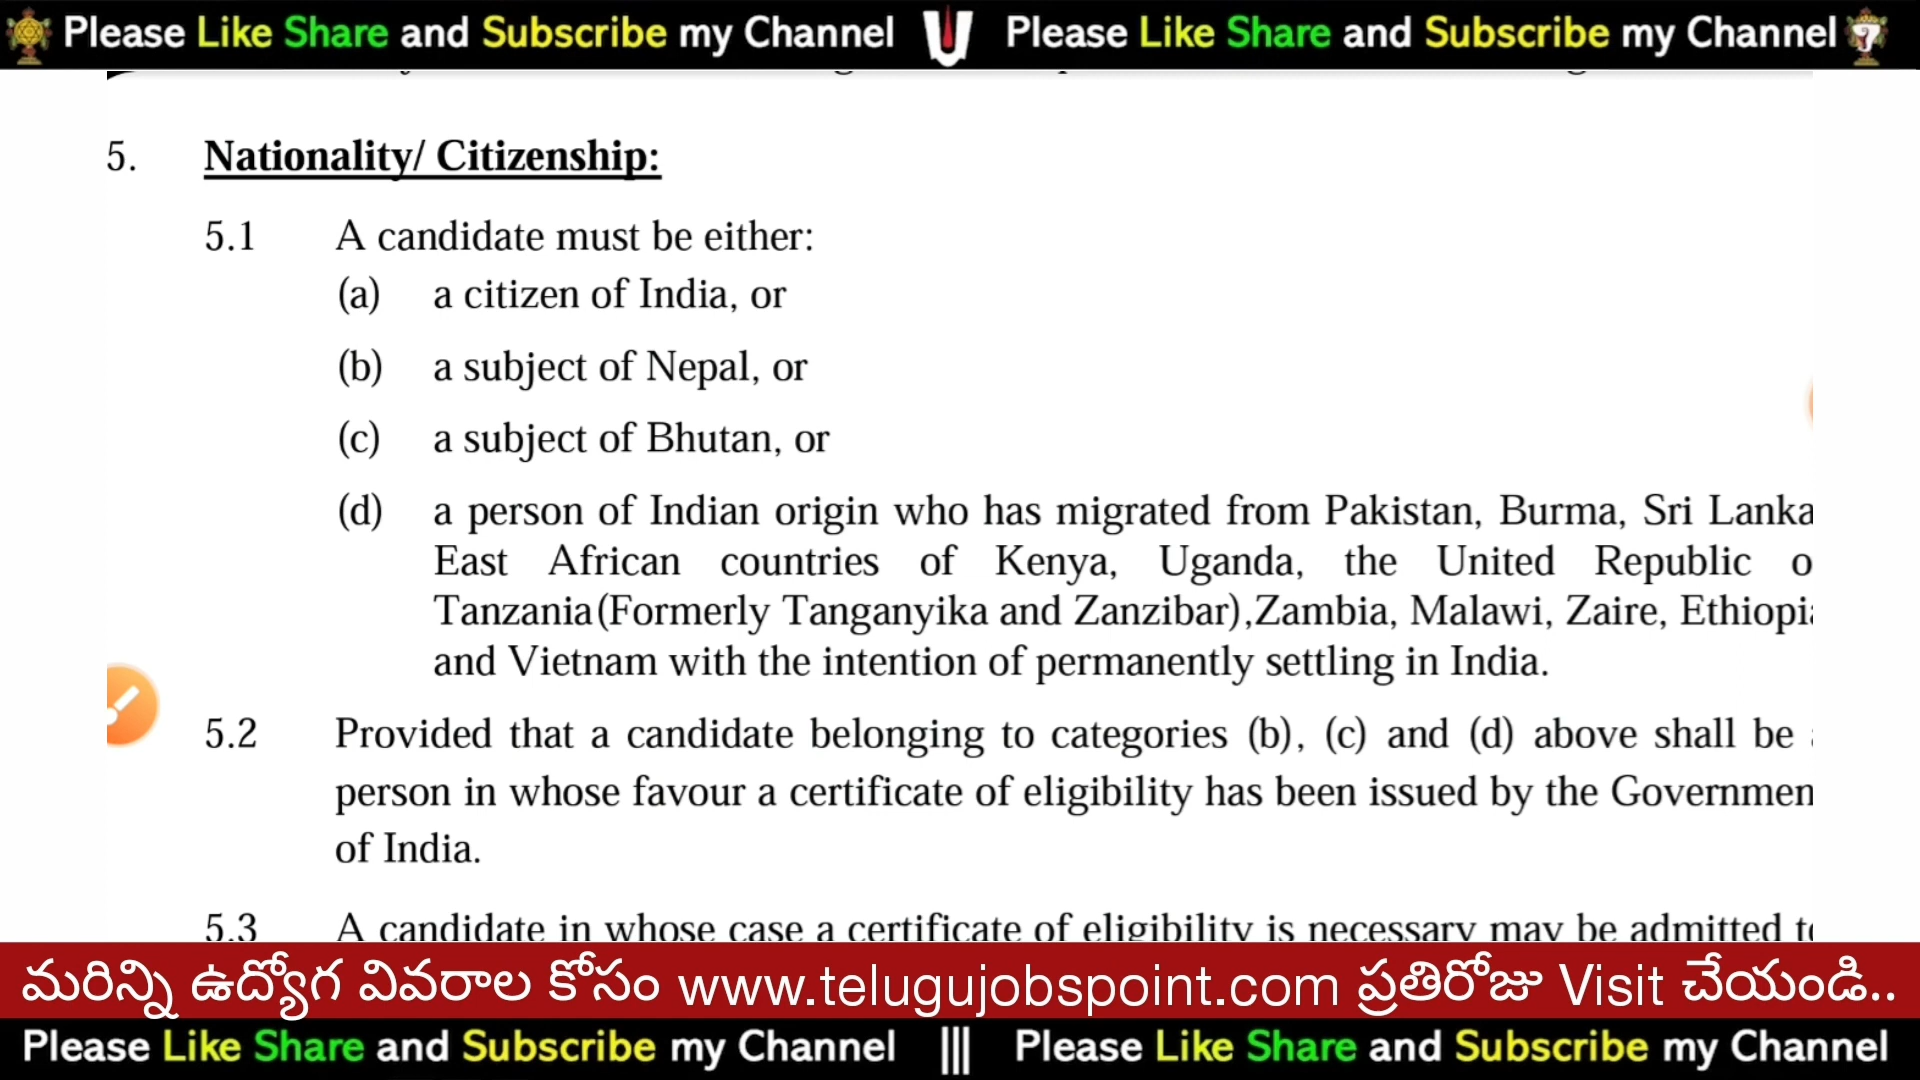 Please Like Share and Subscribe my Channel Please Like Share and Subscribe my Channel
5. Nationality/ Citizenship:
5.1 A candidate must be either:
(a) a citizen of India, or
(b) a subject of Nepal, or
(c) a subject of Bhutan, or
(d) a person of Indian origin who has migrated from Pakistan, Burma, Sri Lanka
East African countries of Kenya, Uganda, the United Republic o
Tanzania(Formerly Tanganyika and Zanzibar),Zambia, Malawi, Zaire, Ethiopi
and Vietnam with the intention of permanently settling in India.
5.2 Provided that a candidate belonging to categories (b), (c) and (d) above shall be
person in whose favour a certificate of eligibility has been issued by the Governmen
of India.
5.3 A candidate in whose case a certificate of eligibility is necessary may be admitted t
మరిన్ని ఉద్యోగ వివరాల కోసం www.telugujobspoint.com ప్రతిరోజు Visit చేయండి..
Please Like Share and Subscribe my Channel ||| Please Like Share and Subscribe my Channel